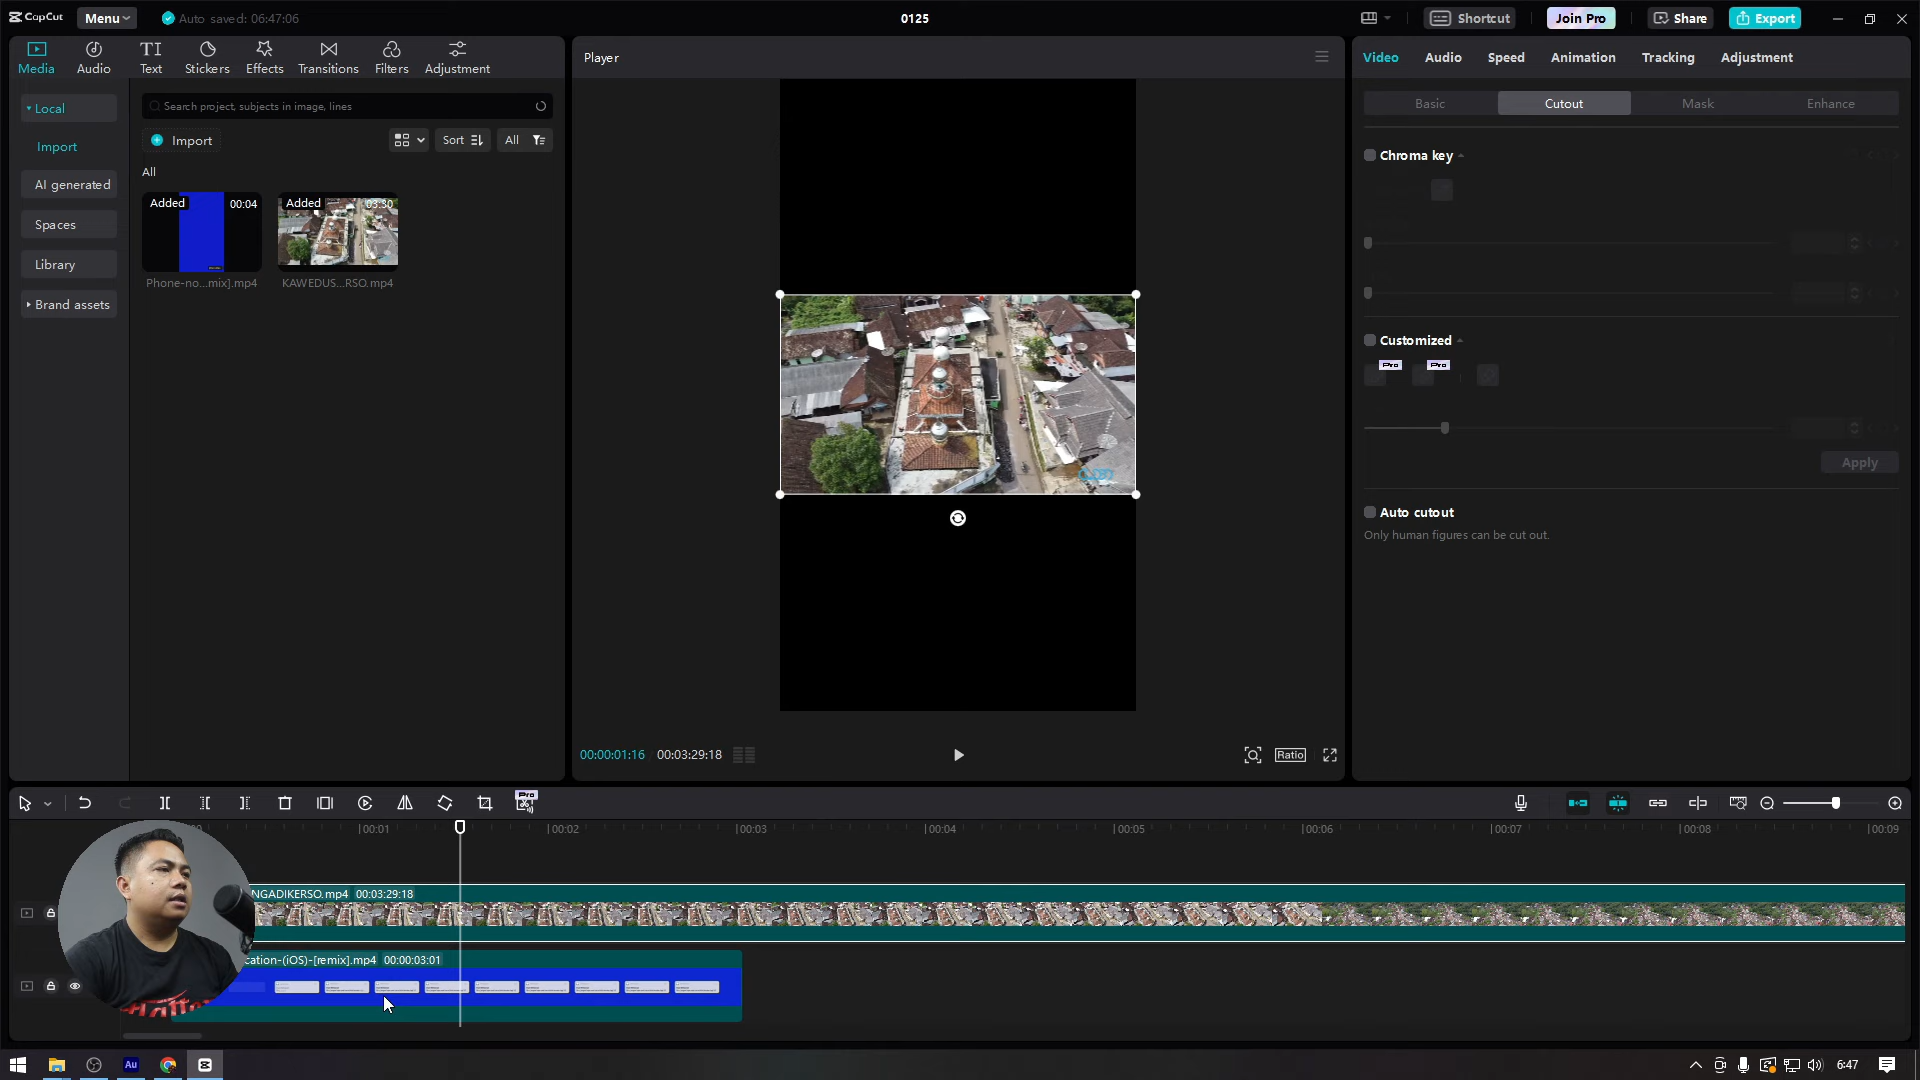 CapCut
Menu
Auto saved: 06:47:06
0125
Shortcut
Join Pro
Share
Export
Media
Audio
Text
Stickers
Effects
Transitions
Filters
Adjustment
Local
Import
AI generated
Spaces
Library
Brand assets
Search project, subjects in image, lines
Import
Sort
All
All
Added
00:04
Phone-no...mix].mp4
Added
03:30
KAWEDUS...RSO.mp4
Player
00:00:01:16
00:03:29:18
Ratio
Video
Audio
Speed
Animation
Tracking
Adjustment
Basic
Cutout
Mask
Enhance
Chroma key
Customized
Pro
Pro
Apply
Auto cutout
Only human figures can be cut out.
Pro
00:01
00:02
00:03
00:04
00:05
00:06
00:07
00:08
00:09
NGADIKERSO.mp4 00:03:29:18
cation-(iOS)-[remix].mp4 00:00:03:01
Au
6:47